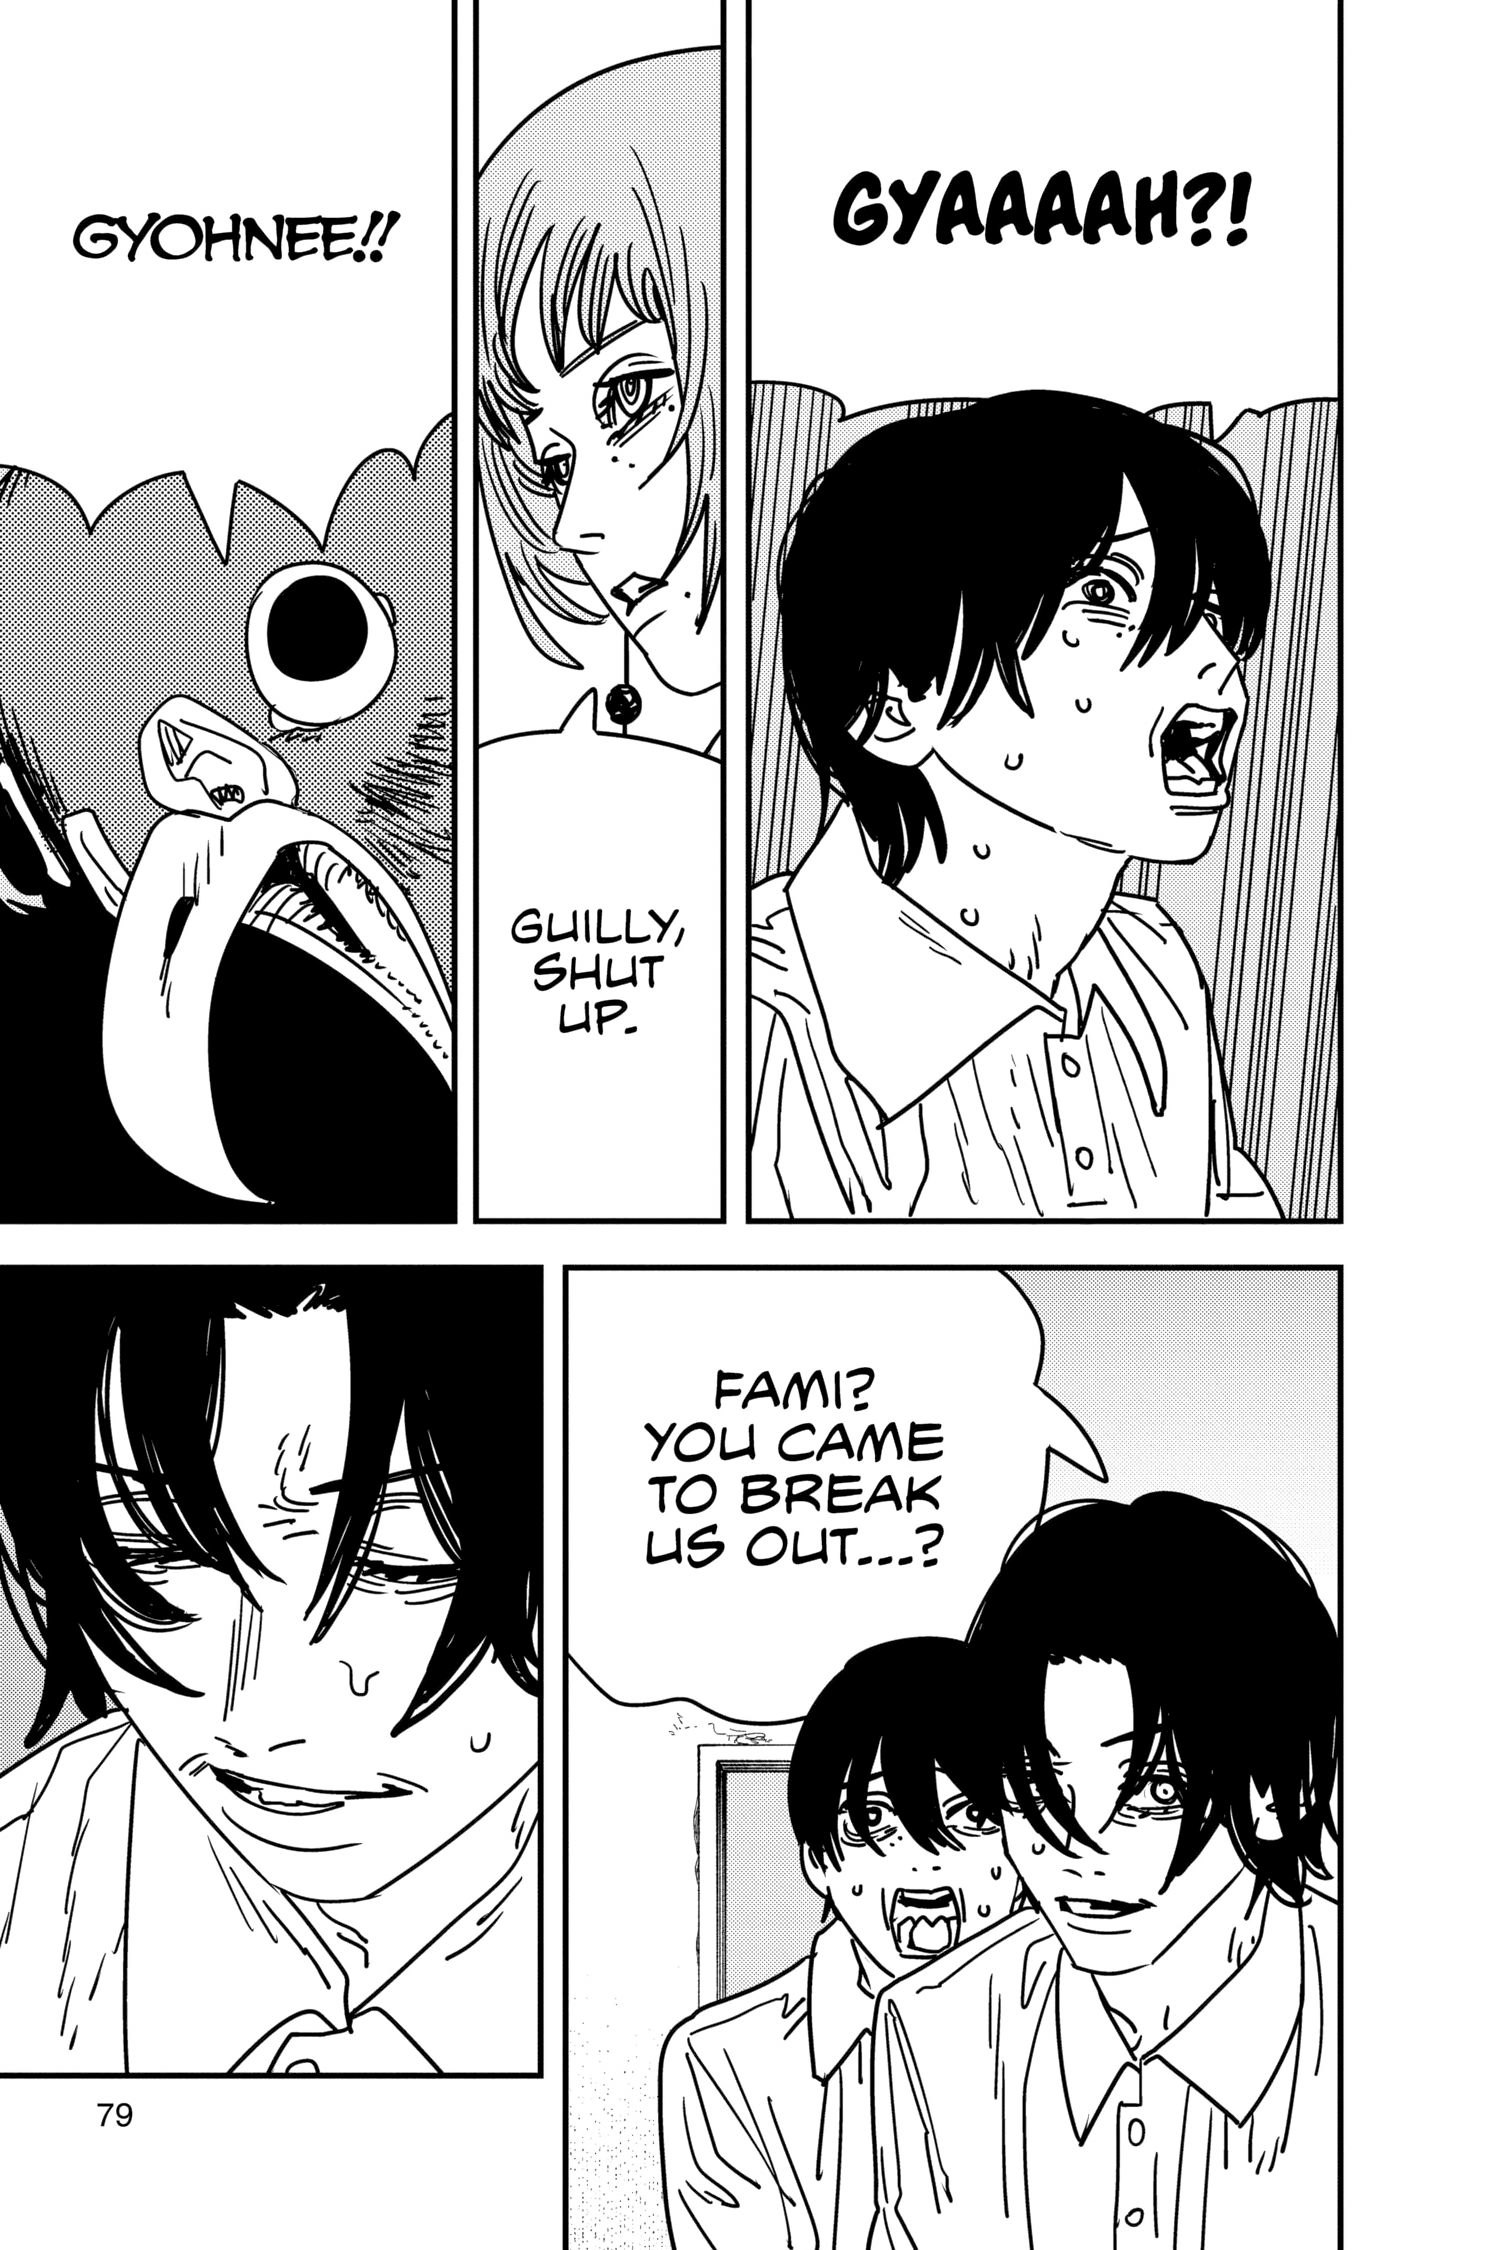 GYAAAAH?!
GUILLY,
SHUT
UP.
GYOHNEE!!
FAMI?
YOU CAME
TO BREAK
US OUT...?
79